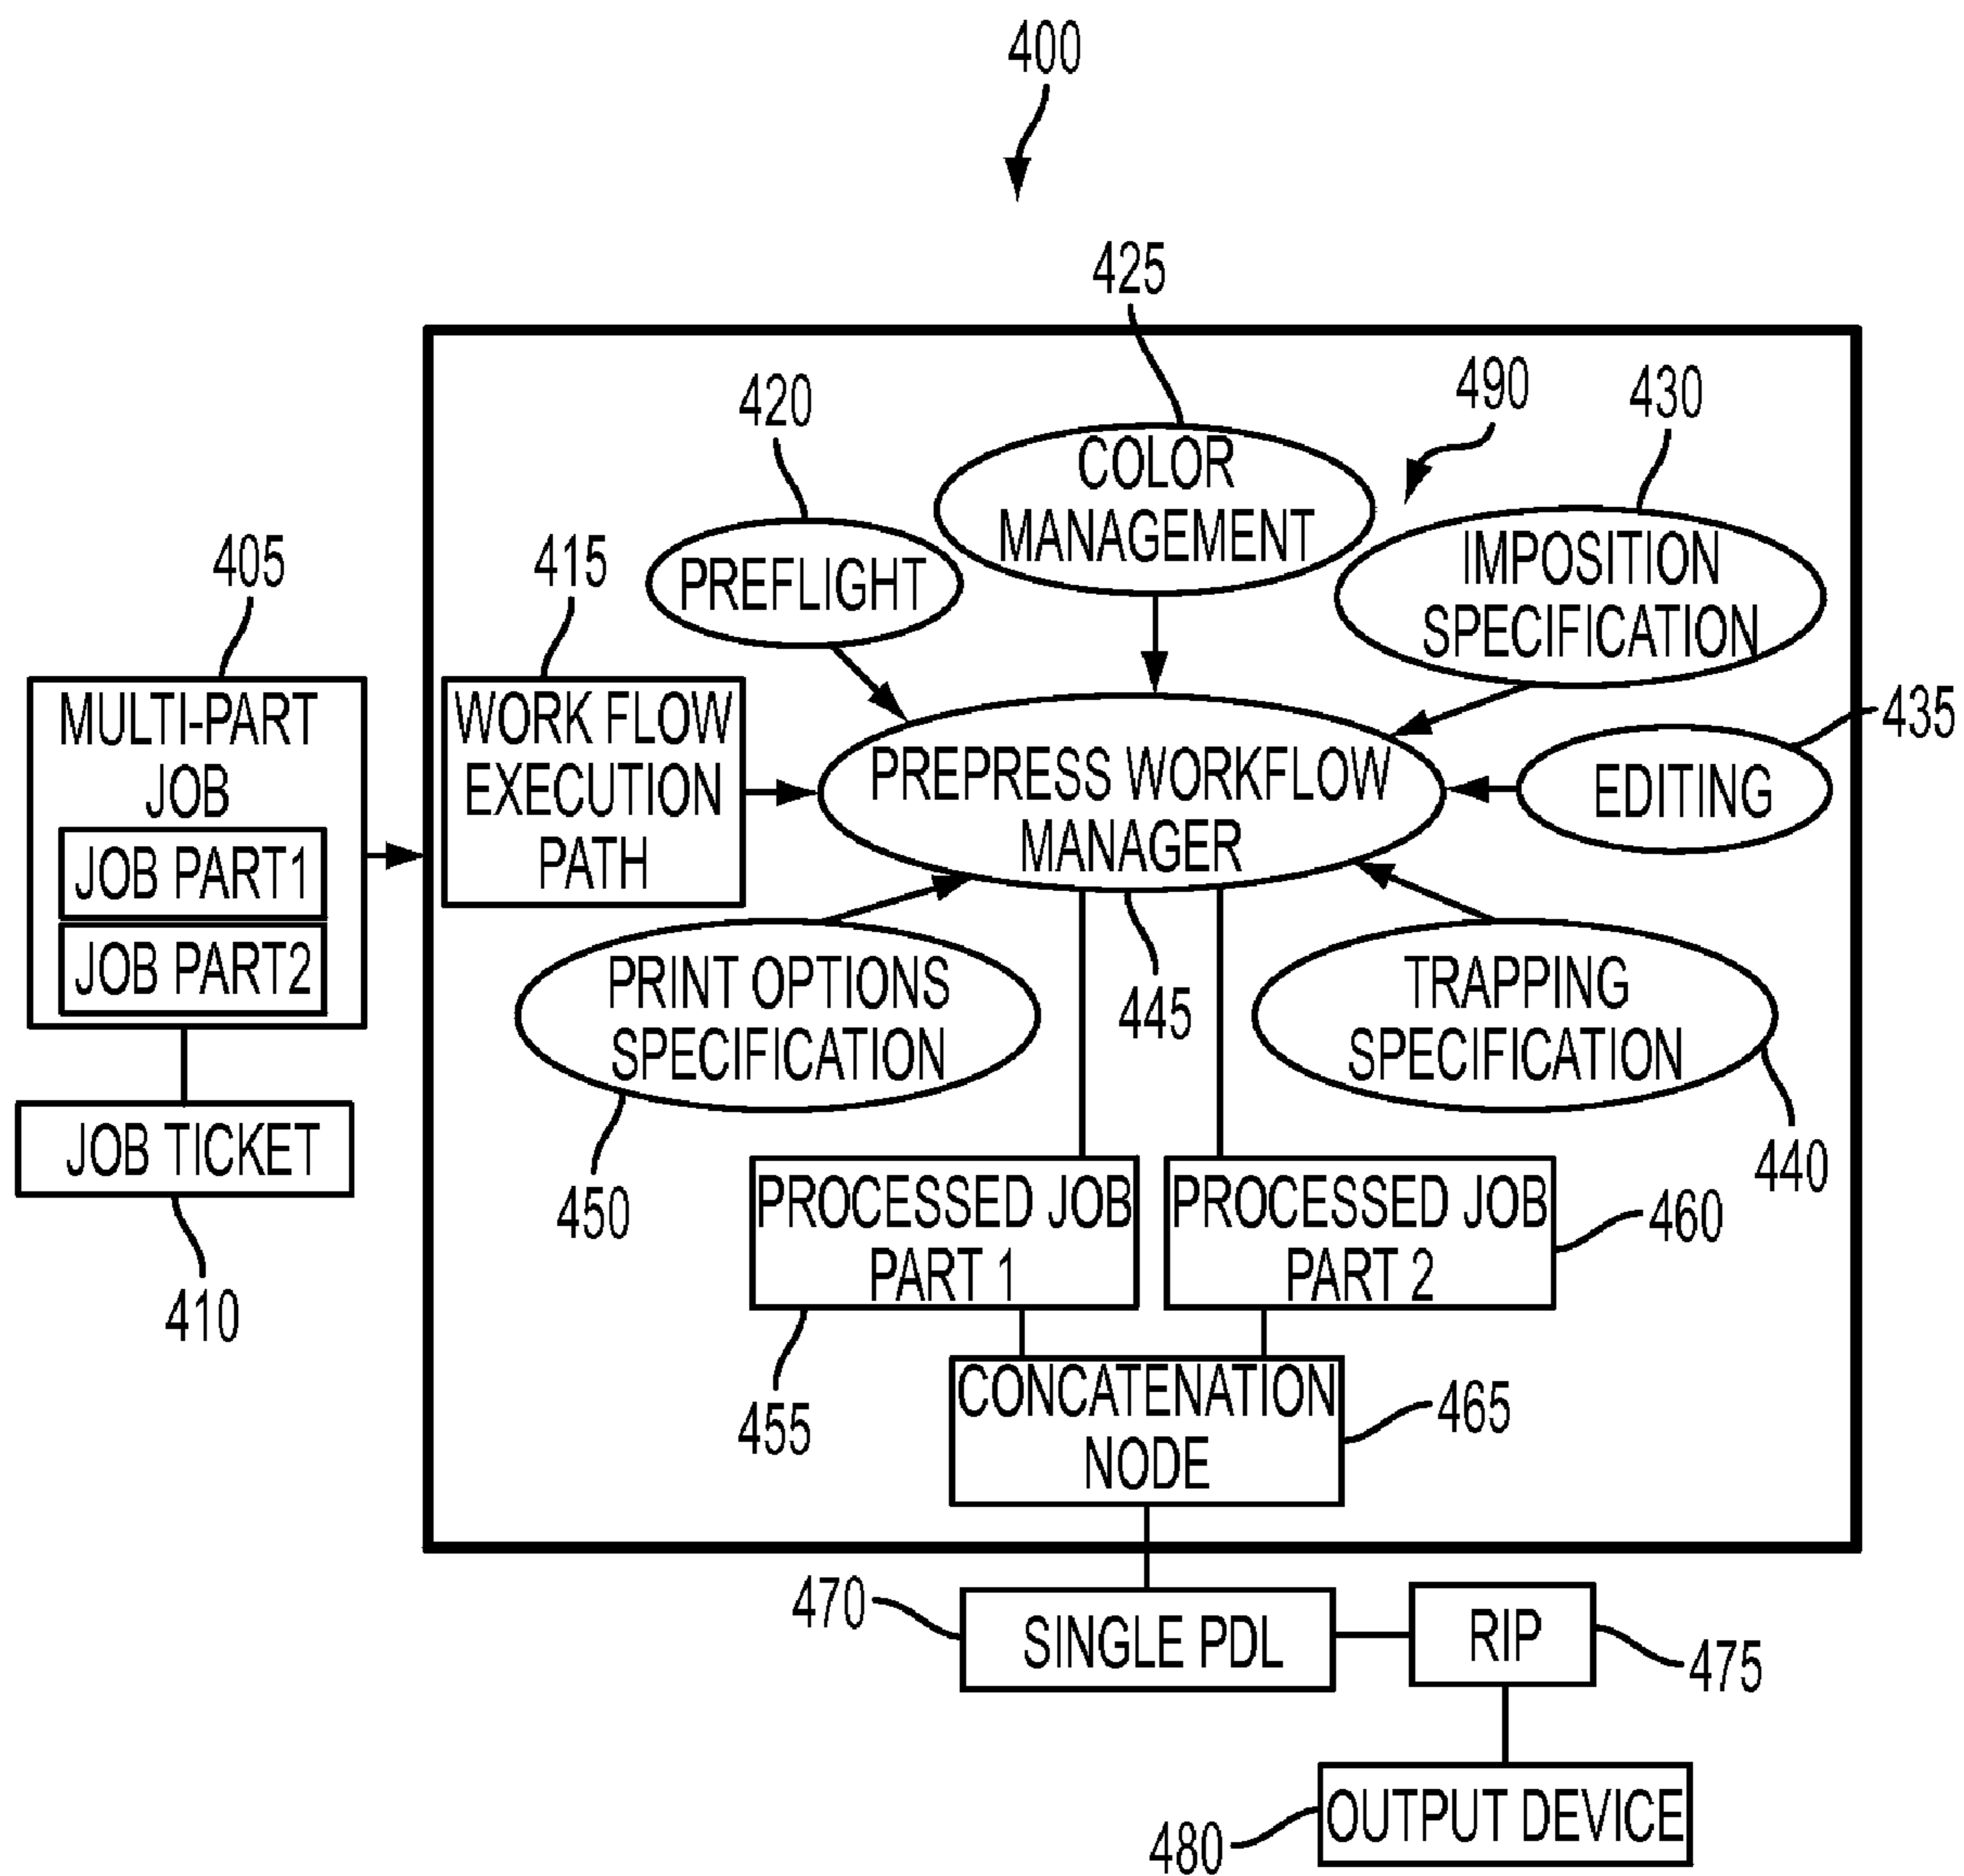 400
425
420
490
430
COLOR
MANAGEMENT
405
415
PREFLIGHT
IMPOSITION
SPECIFICATION
435
MULTI-PART
JOB
JOB PART1
JOB PART2
WORK FLOW
EXECUTION
PATH
PREPRESS WORKFLOW
MANAGER
EDITING
PRINT OPTIONS
SPECIFICATION
445
TRAPPING
SPECIFICATION
JOB TICKET
410
450
440
PROCESSED JOB
PART 1
PROCESSED JOB
PART 2
460
455
CONCATENATION
NODE
465
470
SINGLE PDL
RIP
475
480
OUTPUT DEVICE